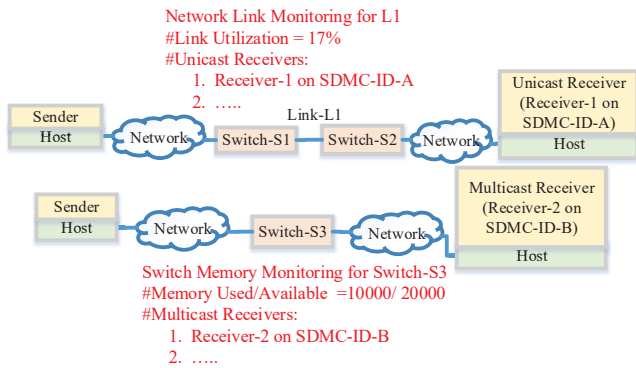 Network Link Monitoring for L1
#Link Utilization = 17%
#Unicast Receivers:
1. Receiver-1 on SDMC-ID-A
2. …..
Link-L1
Sender
Host
Network
Switch-S1
Switch-S2
Network
Unicast Receiver
(Receiver-1 on
SDMC-ID-A)
Host
Sender
Host
Network
Switch-S3
Network
Multicast Receiver
(Receiver-2 on
SDMC-ID-B)
Host
Switch Memory Monitoring for Switch-S3
#Memory Used/Available =10000/ 20000
#Multicast Receivers:
1. Receiver-2 on SDMC-ID-B
2. …..